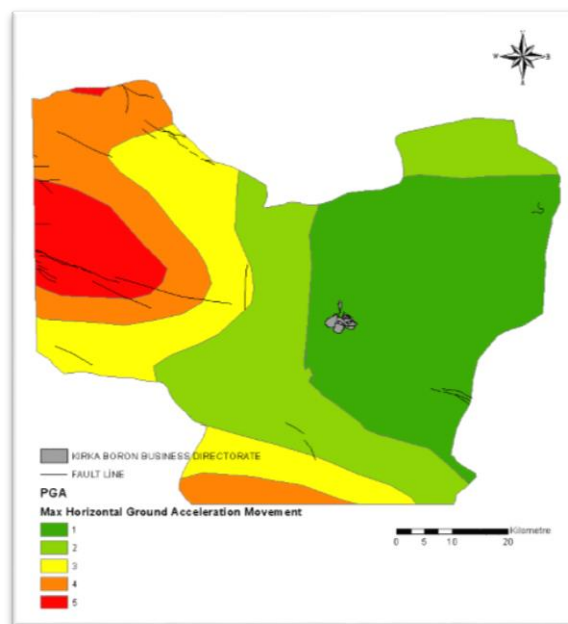 KIRKA BORON BUSINESS DIRECTORATE
FAULT LİNE
PGA
Max Horizontal Ground Acceleration Movement
1
2
3
4
5
Kilometre
0 5 10 20